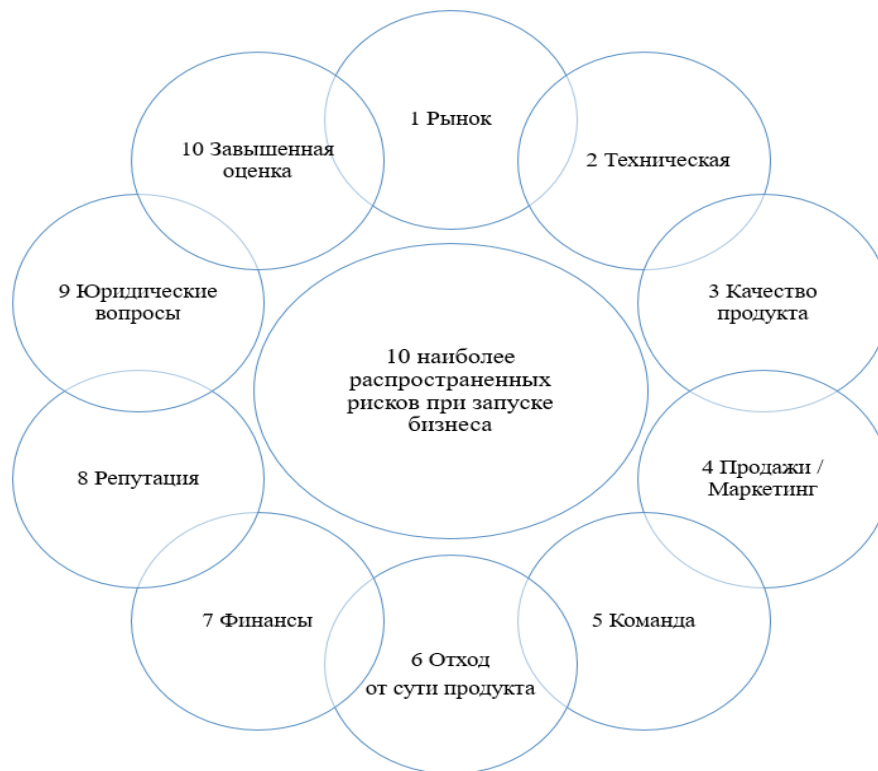 1 Рынок
2 Техническая
3 Качество
продукта
4 Продажи /
Маркетинг
5 Команда
6 Отход
от сути продукта
7 Финансы
8 Репутация
9 Юридические
вопросы
10 Завышенная
оценка
10 наиболее
распространенных
рисков при запуске
бизнеса